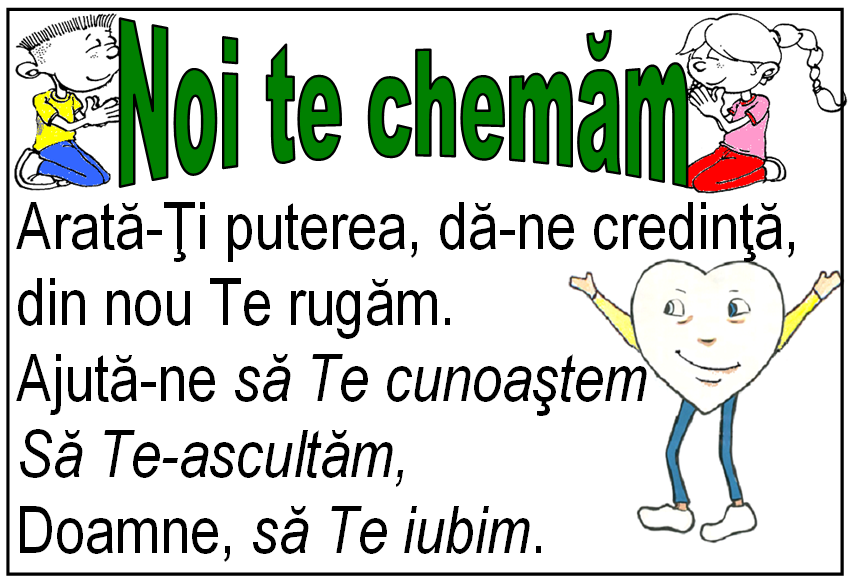 Noi te chemăm
Arată-Ţi puterea, dă-ne credinţă,
din nou Te rugăm.
Ajută-ne să Te cunoaştem
Să Te-ascultăm,
Doamne, să Te iubim.